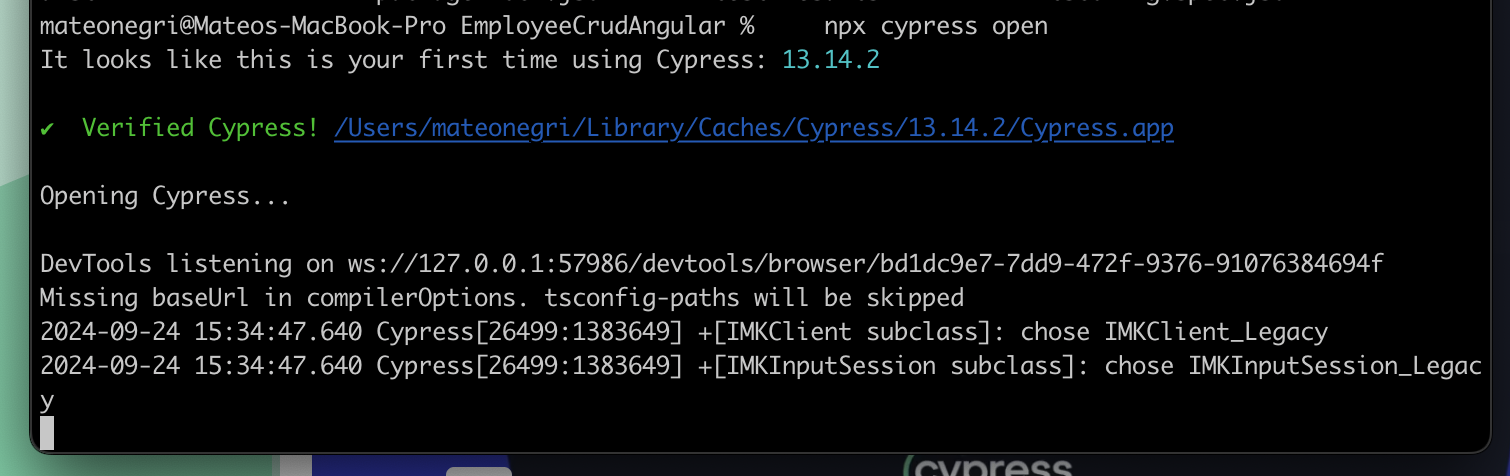 mateonegri@Mateos-MacBook-Pro EmployeeCrudAngular %     npx cypress open
It looks like this is your first time using Cypress: 13.14.2
✔  Verified Cypress! /Users/mateonegri/Library/Caches/Cypress/13.14.2/Cypress.app
Opening Cypress...
DevTools listening on ws://127.0.0.1:57986/devtools/browser/bd1dc9e7-7dd9-472f-9376-91076384694f
Missing baseUrl in compilerOptions. tsconfig-paths will be skipped
2024-09-24 15:34:47.640 Cypress[26499:1383649] +[IMKClient subclass]: chose IMKClient_Legacy
2024-09-24 15:34:47.640 Cypress[26499:1383649] +[IMKInputSession subclass]: chose IMKInputSession_Legac
y
cypress